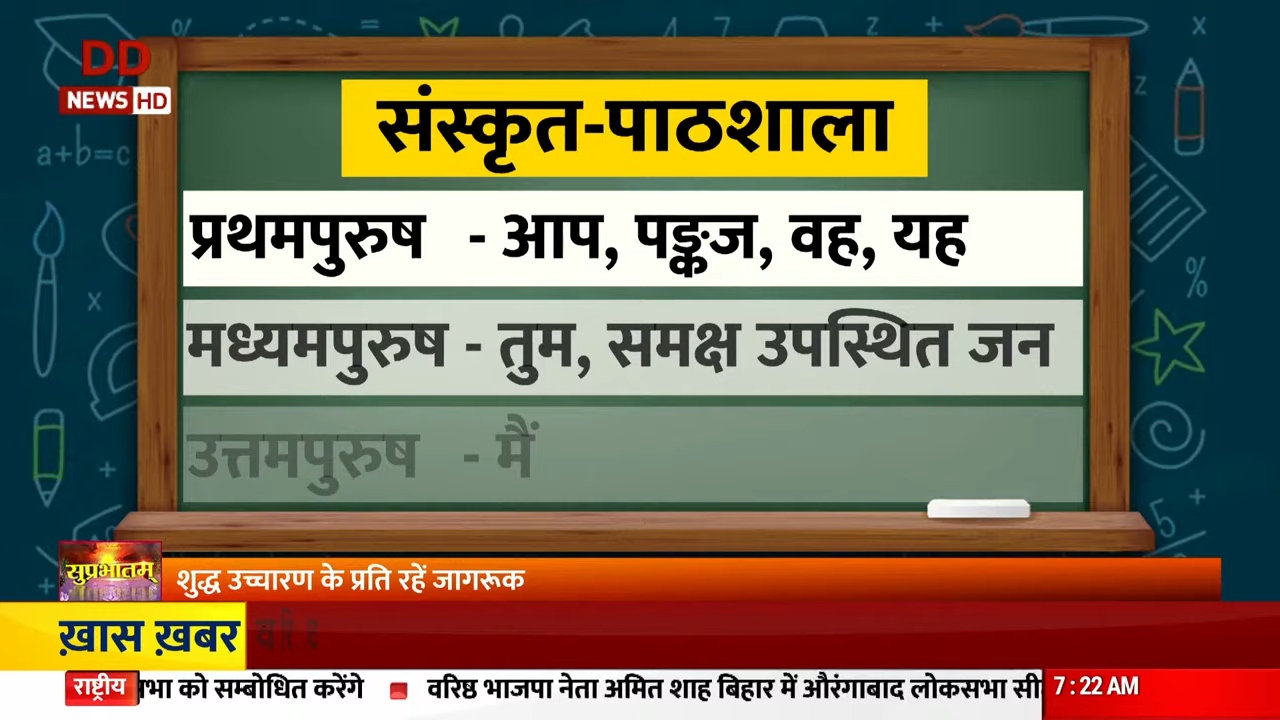 DD
NEWS HD
संस्कृत-पाठशाला
प्रथमपुरुष - आप, पङ्कज, वह, यह
मध्यमपुरुष - तुम, समक्ष उपस्थित जन
उत्तमपुरुष - मैं
सुप्रभातम्
शुद्ध उच्चारण के प्रति रहें जागरूक
ख़ास ख़बर
राष्ट्रीय
को सम्बोधित करेंगे
वरिष्ठ भाजपा नेता अमित शाह बिहार में औरंगाबाद लोकसभा
7 : 22 AM
a+b=c